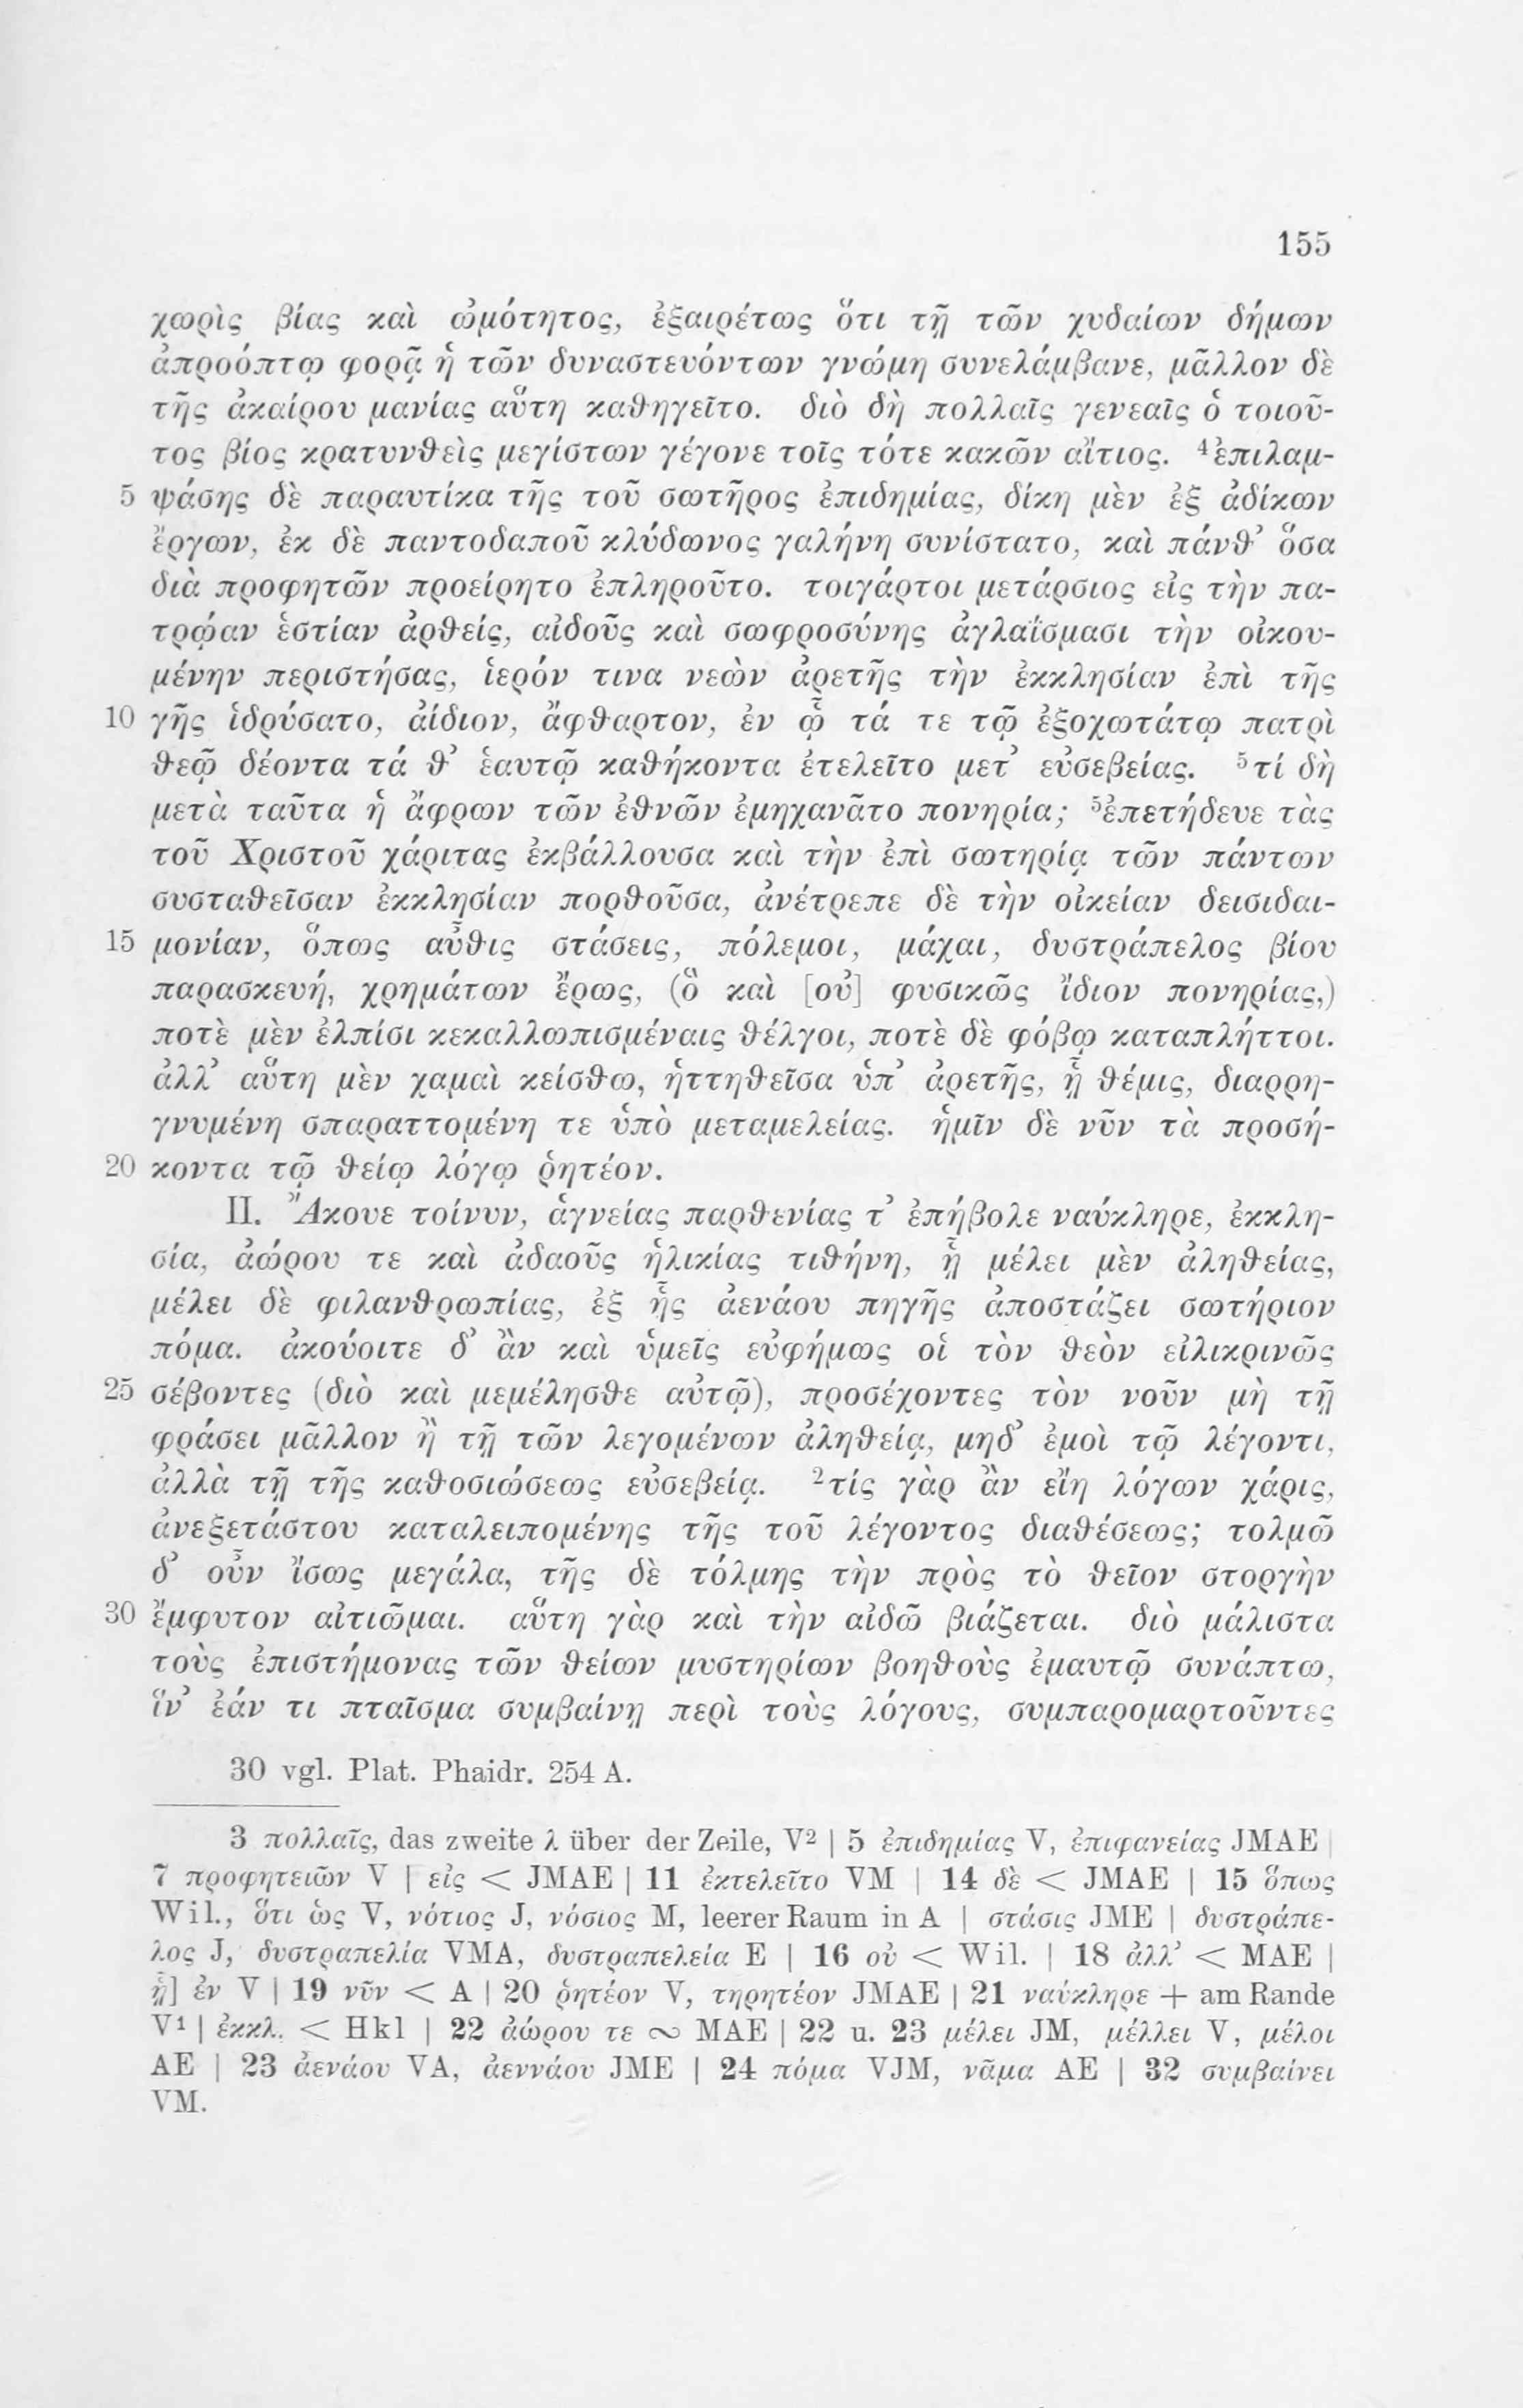 155
χωρὶς βίας καὶ ὠμότητος, ἐξαιρέτως ὅτι τῇ τῶν χυδαίων δήμων
ἀπροόπτῳ φορᾷ ἡ τῶν δυναστευόντων γνώμη συνελάμβανε, μᾶλλον δὲ
τῆς ἀκαίρου μανίας αὕτη καθηγεῖτο. διὸ δὴ πολλαῖς γενεαῖς ὁ τοιοῦ-
τος βίος κρατυνθεὶς μεγίστων γέγονε τοῖς τότε κακῶν αἴτιος. ⁴ἐπιλαμ-
5 ψάσης δὲ παραυτίκα τῆς τοῦ σωτῆρος ἐπιδημίας, δίκη μὲν ἐξ ἀδίκων
ἔργων, ἐκ δὲ παντοδαποῦ κλύδωνος γαλήνη συνίστατο, καὶ πάνθ᾽ ὅσα
διὰ προφητῶν προείρητο ἐπληροῦτο. τοιγάρτοι μετάρσιος εἰς τὴν πα-
τρῴαν ἑστίαν ἀρθείς, αἰδοῦς καὶ σωφροσύνης ἀγλαΐσμασι τὴν οἰκου-
μένην περιστήσας, ἱερόν τινα νεὼν ἀρετῆς τὴν ἐκκλησίαν ἐπὶ τῆς
10 γῆς ἱδρύσατο, ἀίδιον, ἄφθαρτον, ἐν ᾧ τά τε τῷ ἐξοχωτάτῳ πατρὶ
θεῷ δέοντα τά θ᾽ ἑαυτῷ καθήκοντα ἐτελεῖτο μετ᾽ εὐσεβείας. ⁵τί δὴ
μετὰ ταῦτα ἡ ἄφρων τῶν ἐθνῶν ἐμηχανᾶτο πονηρία; ⁵ἐπετήδευε τὰς
τοῦ Χριστοῦ χάριτας ἐκβάλλουσα καὶ τὴν ἐπὶ σωτηρίᾳ τῶν πάντων
συσταθεῖσαν ἐκκλησίαν πορθοῦσα, ἀνέτρεπε δὲ τὴν οἰκείαν δεισιδαι-
15 μονίαν, ὅπως αὖθις στάσεις, πόλεμοι, μάχαι, δυστράπελος βίου
παρασκευή, χρημάτων ἔρως, (ὃ καὶ [οὐ] φυσικῶς ἴδιον πονηρίας,)
ποτὲ μὲν ἐλπίσι κεκαλλωπισμέναις θέλγοι, ποτὲ δὲ φόβῳ καταπλήττοι.
ἀλλ᾽ αὕτη μὲν χαμαὶ κείσθω, ἡττηθεῖσα ὑπ᾽ ἀρετῆς, ᾗ θέμις, διαρρη-
γνυμένη σπαραττομένη τε ὑπὸ μεταμελείας. ἡμῖν δὲ νῦν τὰ προσή-
20 κοντα τῷ θείῳ λόγῳ ῥητέον.
II. Ἄκουε τοίνυν, ἁγνείας παρθενίας τ᾽ ἐπήβολε ναύκληρε, ἐκκλη-
σία, ἀώρου τε καὶ ἀδαοῦς ἡλικίας τιθήνη, ᾗ μέλει μὲν ἀληθείας,
μέλει δὲ φιλανθρωπίας, ἐξ ἧς ἀενάου πηγῆς ἀποστάζει σωτήριον
πόμα. ἀκούοιτε δ᾽ ἂν καὶ ὑμεῖς εὐφήμως οἱ τὸν θεὸν εἰλικρινῶς
25 σέβοντες (διὸ καὶ μεμέλησθε αὐτῷ), προσέχοντες τὸν νοῦν μὴ τῇ
φράσει μᾶλλον ἢ τῇ τῶν λεγομένων ἀληθείᾳ, μηδ᾽ ἐμοὶ τῷ λέγοντι,
ἀλλὰ τῇ τῆς καθοσιώσεως εὐσεβείᾳ. ²τίς γὰρ ἂν εἴη λόγων χάρις,
ἀνεξετάστου καταλειπομένης τῆς τοῦ λέγοντος διαθέσεως; τολμῶ
δ᾽ οὖν ἴσως μεγάλα, τῆς δὲ τόλμης τὴν πρὸς τὸ θεῖον στοργὴν
30 ἔμφυτον αἰτιῶμαι. αὕτη γὰρ καὶ τὴν αἰδῶ βιάζεται. διὸ μάλιστα
τοὺς ἐπιστήμονας τῶν θείων μυστηρίων βοηθοὺς ἐμαυτῷ συνάπτω,
ἵν᾽ ἐάν τι πταῖσμα συμβαίνῃ περὶ τοὺς λόγους, συμπαρομαρτοῦντες
30 vgl. Plat. Phaidr. 254 A.
3 πολλαῖς, das zweite λ über der Zeile, V² | 5 ἐπιδημίας V, ἐπιφανείας JMAE |
7 προφητειῶν V | εἰς < JMAE | 11 ἐκτελεῖτο VM | 14 δὲ < JMAE | 15 ὅπως
Wil., ὅτι ὡς V, νότιος J, νόσιος M, leerer Raum in A | στάσις JME | δυστράπε-
λος J, δυστραπελία VMA, δυστραπελεία E | 16 οὐ < Wil. | 18 ἀλλ᾽ < MAE |
ᾗ] ἐν V | 19 νῦν < A | 20 ῥητέον V, τηρητέον JMAE | 21 ναύκληρε + am Rande
V¹ | ἐκκλ. < Hkl | 22 ἀώρου τε ∾ MAE | 22 u. 23 μέλει JM, μέλλει V, μέλοι
AE | 23 ἀενάου VA, ἀεννάου JME | 24 πόμα VJM, νᾶμα AE | 32 συμβαίνει
VM.